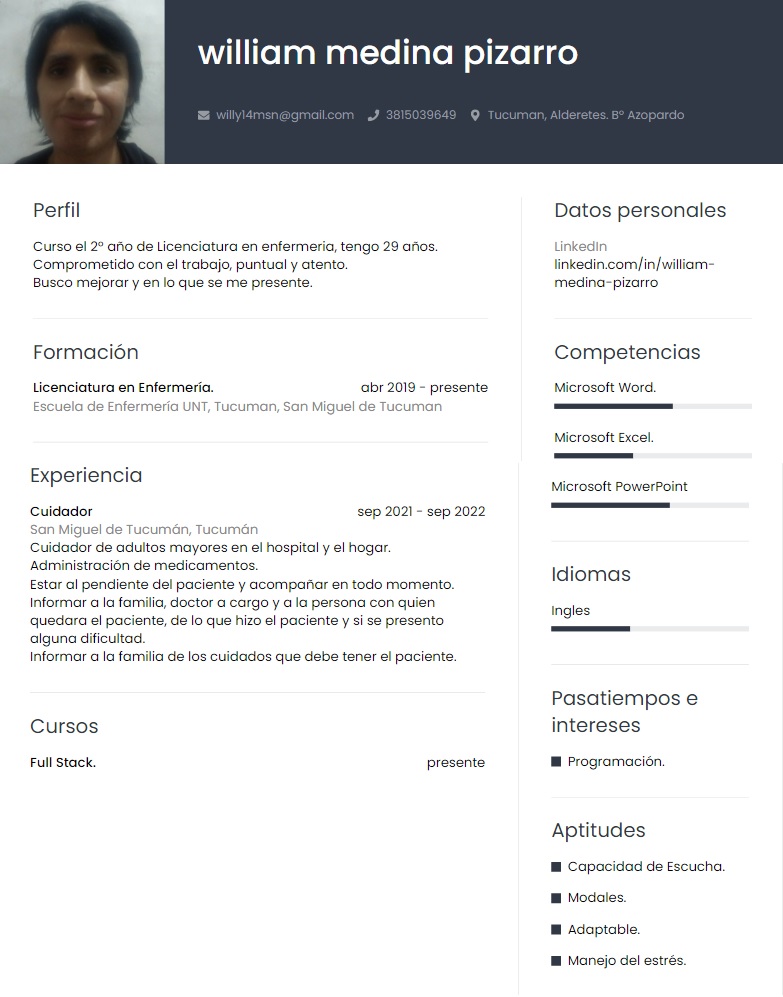 william medina pizarro
willy14msn@gmail.com 3815039649 Tucuman, Alderetes. Bº Azopardo
Perfil
Curso el 2º año de Licenciatura en enfermeria, tengo 29 años.
Comprometido con el trabajo, puntual y atento.
Busco mejorar y en lo que se me presente.
Formación
Licenciatura en Enfermería. abr 2019 - presente
Escuela de Enfermería UNT, Tucuman, San Miguel de Tucuman
Experiencia
Cuidador sep 2021 - sep 2022
San Miguel de Tucumán, Tucumán
Cuidador de adultos mayores en el hospital y el hogar.
Administración de medicamentos.
Estar al pendiente del paciente y acompañar en todo momento.
Informar a la familia, doctor a cargo y a la persona con quien
quedara el paciente, de lo que hizo el paciente y si se presento
alguna dificultad.
Informar a la familia de los cuidados que debe tener el paciente.
Cursos
Full Stack. presente
Datos personales
LinkedIn
linkedin.com/in/william-
medina-pizarro
Competencias
Microsoft Word.
Microsoft Excel.
Microsoft PowerPoint
Idiomas
Ingles
Pasatiempos e
intereses
Programación.
Aptitudes
Capacidad de Escucha.
Modales.
Adaptable.
Manejo del estrés.